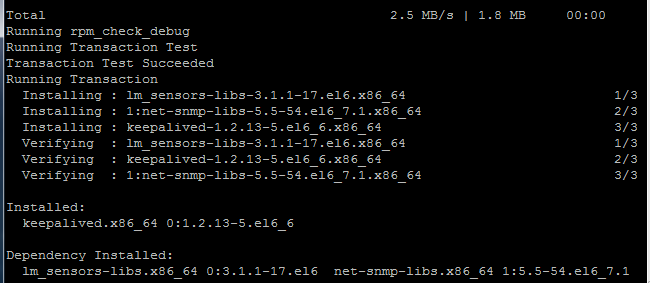 Total 2.5 MB/s | 1.8 MB 00:00
Running rpm_check_debug
Running Transaction Test
Transaction Test Succeeded
Running Transaction
Installing : lm_sensors-libs-3.1.1-17.el6.x86_64 1/3
Installing : 1:net-snmp-libs-5.5-54.el6_7.1.x86_64 2/3
Installing : keepalived-1.2.13-5.el6_6.x86_64 3/3
Verifying : lm_sensors-libs-3.1.1-17.el6.x86_64 1/3
Verifying : keepalived-1.2.13-5.el6_6.x86_64 2/3
Verifying : 1:net-snmp-libs-5.5-54.el6_7.1.x86_64 3/3
Installed:
keepalived.x86_64 0:1.2.13-5.el6_6
Dependency Installed:
lm_sensors-libs.x86_64 0:3.1.1-17.el6 net-snmp-libs.x86_64 1:5.5-54.el6_7.1